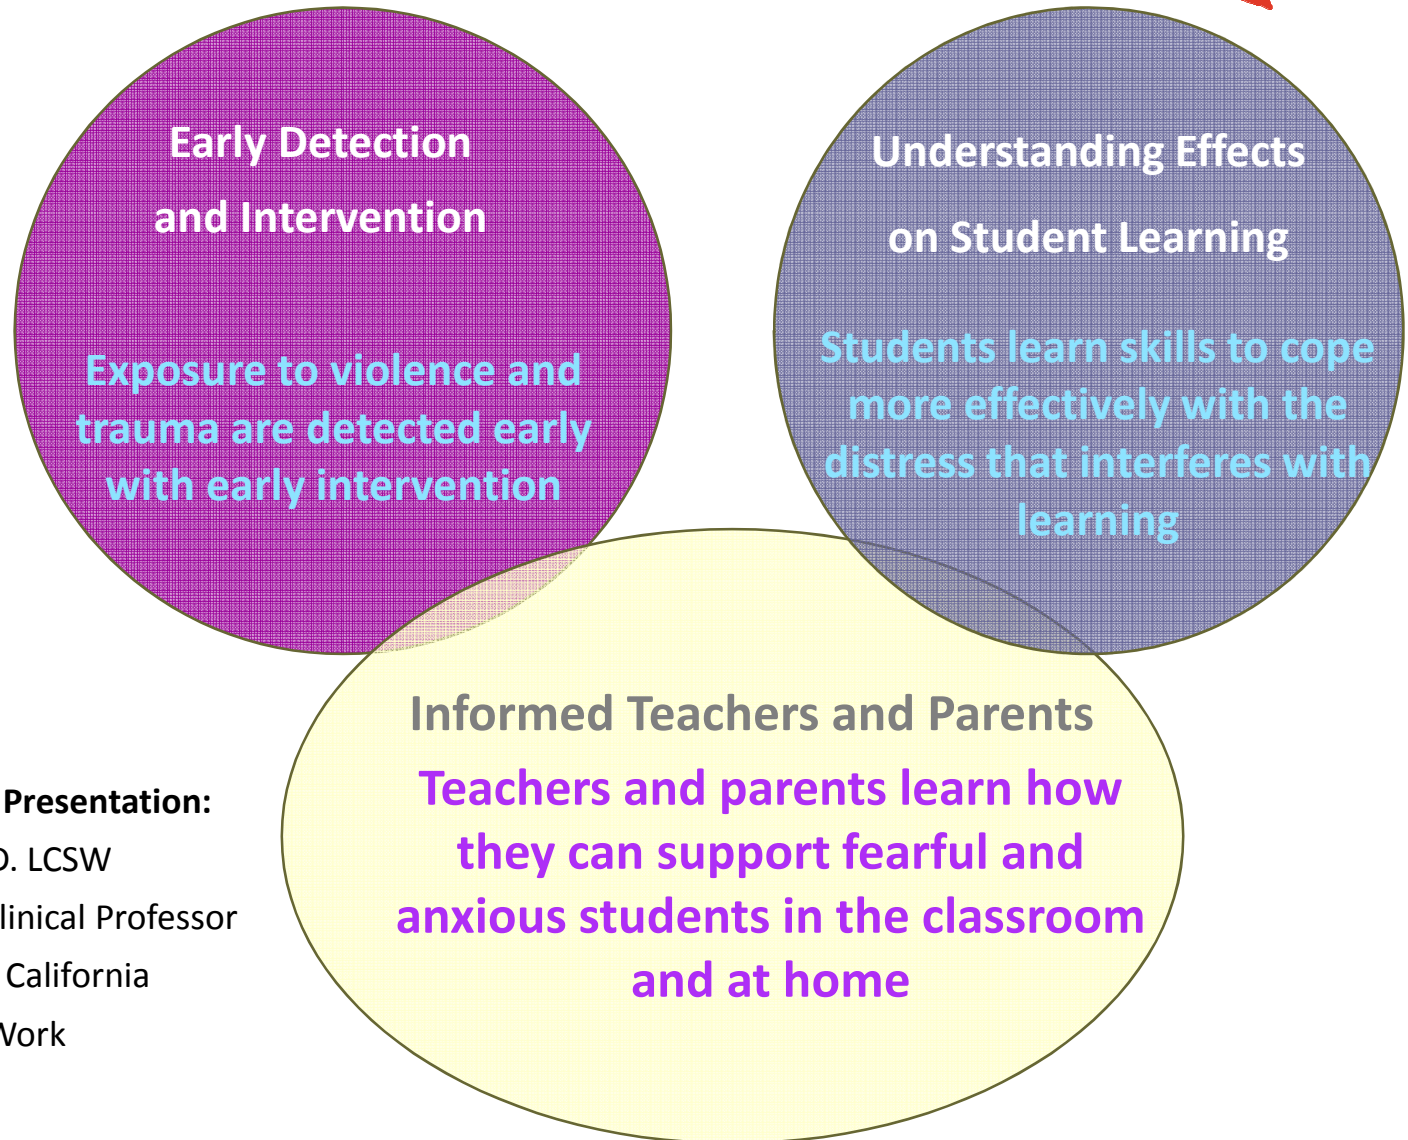 Early Detection
and Intervention
Exposure to violence and
trauma are detected early
with early intervention
Understanding Effects
on Student Learning
Students learn skills to cope
more effectively with the
distress that interferes with
learning
Informed Teachers and Parents
Teachers and parents learn how
they can support fearful and
anxious students in the classroom
and at home
Presentation:
D. LCSW
linical Professor
California
Work